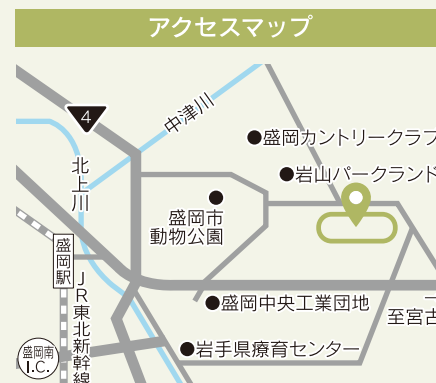 アクセスマップ
4
中津川
盛岡カントリークラブ
岩山パークランド
北上川
盛岡市
動物公園
盛岡駅
JR東北新幹線
盛岡中央工業団地
至宮古
岩手県療育センター
盛岡南
I.C.